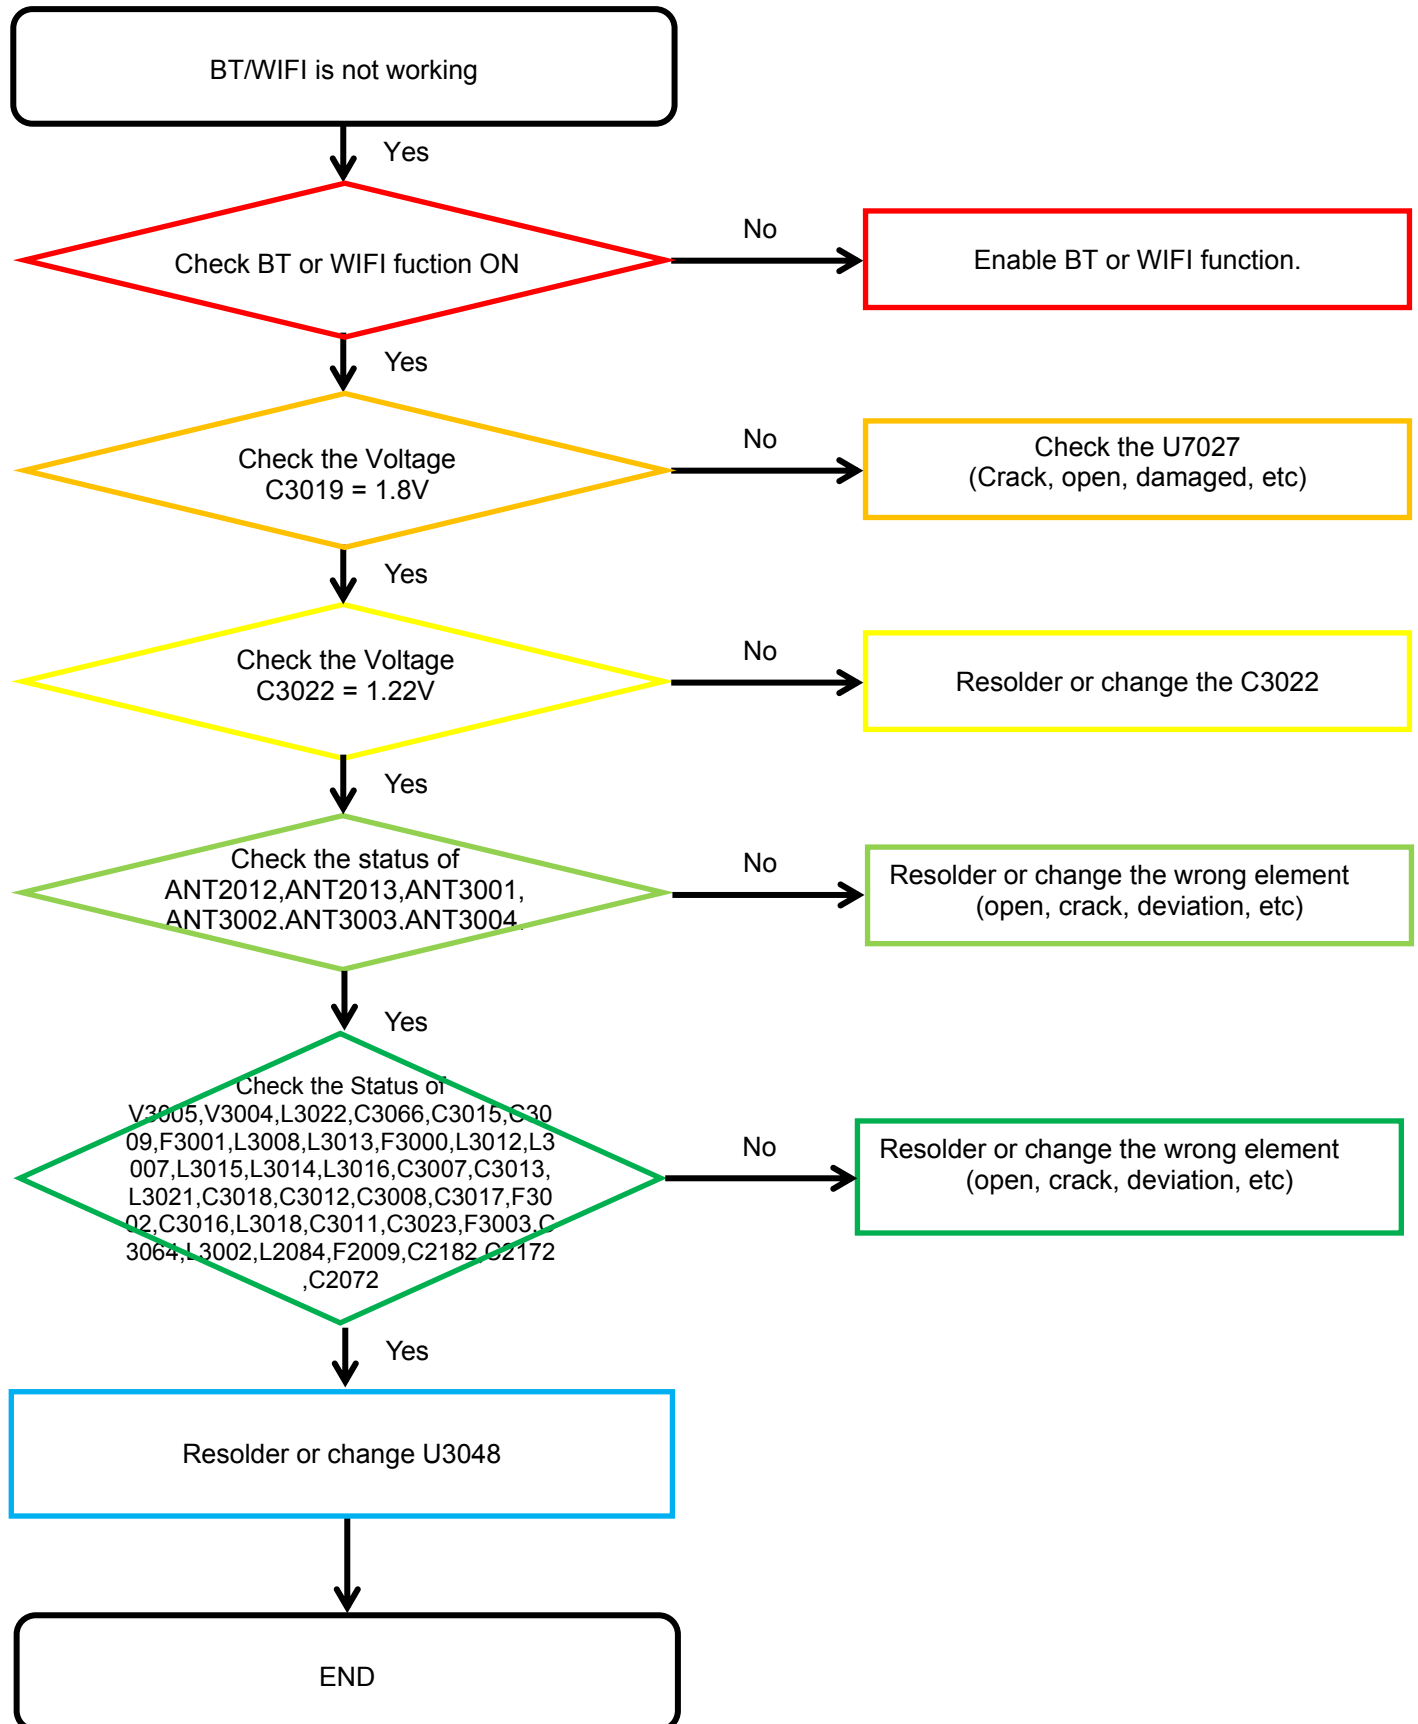 BT/WIFI is not working
Yes
Check BT or WIFI fuction ON
No
Enable BT or WIFI function.
Yes
Check the Voltage
C3019 = 1.8V
No
Check the U7027
(Crack, open, damaged, etc)
Yes
Check the Voltage
C3022 = 1.22V
No
Resolder or change the C3022
Yes
Check the status of
ANT2012,ANT2013,ANT3001,
ANT3002,ANT3003,ANT3004,
No
Resolder or change the wrong element
(open, crack, deviation, etc)
Yes
Check the Status of
V3005,V3004,L3022,C3066,C3015,C30
09,F3001,L3008,L3013,F3000,L3012,L3
007,L3015,L3014,L3016,C3007,C3013,
L3021,C3018,C3012,C3008,C3017,F30
02,C3016,L3018,C3011,C3023,F3003,C
3064,L3002,L2084,F2009,C2182,C2172
,C2072
No
Resolder or change the wrong element
(open, crack, deviation, etc)
Yes
Resolder or change U3048
END